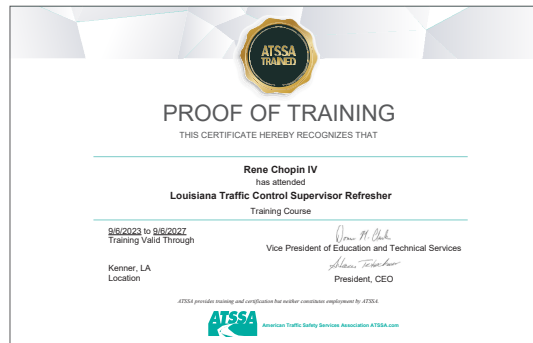 ATSSA
TRAINED
PROOF OF TRAINING
THIS CERTIFICATE HEREBY RECOGNIZES THAT
Rene Chopin IV
has attended
Louisiana Traffic Control Supervisor Refresher
Training Course
9/6/2023 to 9/6/2027
Training Valid Through
Vice President of Education and Technical Services
Kenner, LA
Location
President, CEO
ATSSA provides training and certification but neither constitutes employment by ATSSA.
ATSSA
American Traffic Safety Services Association ATSSA.com